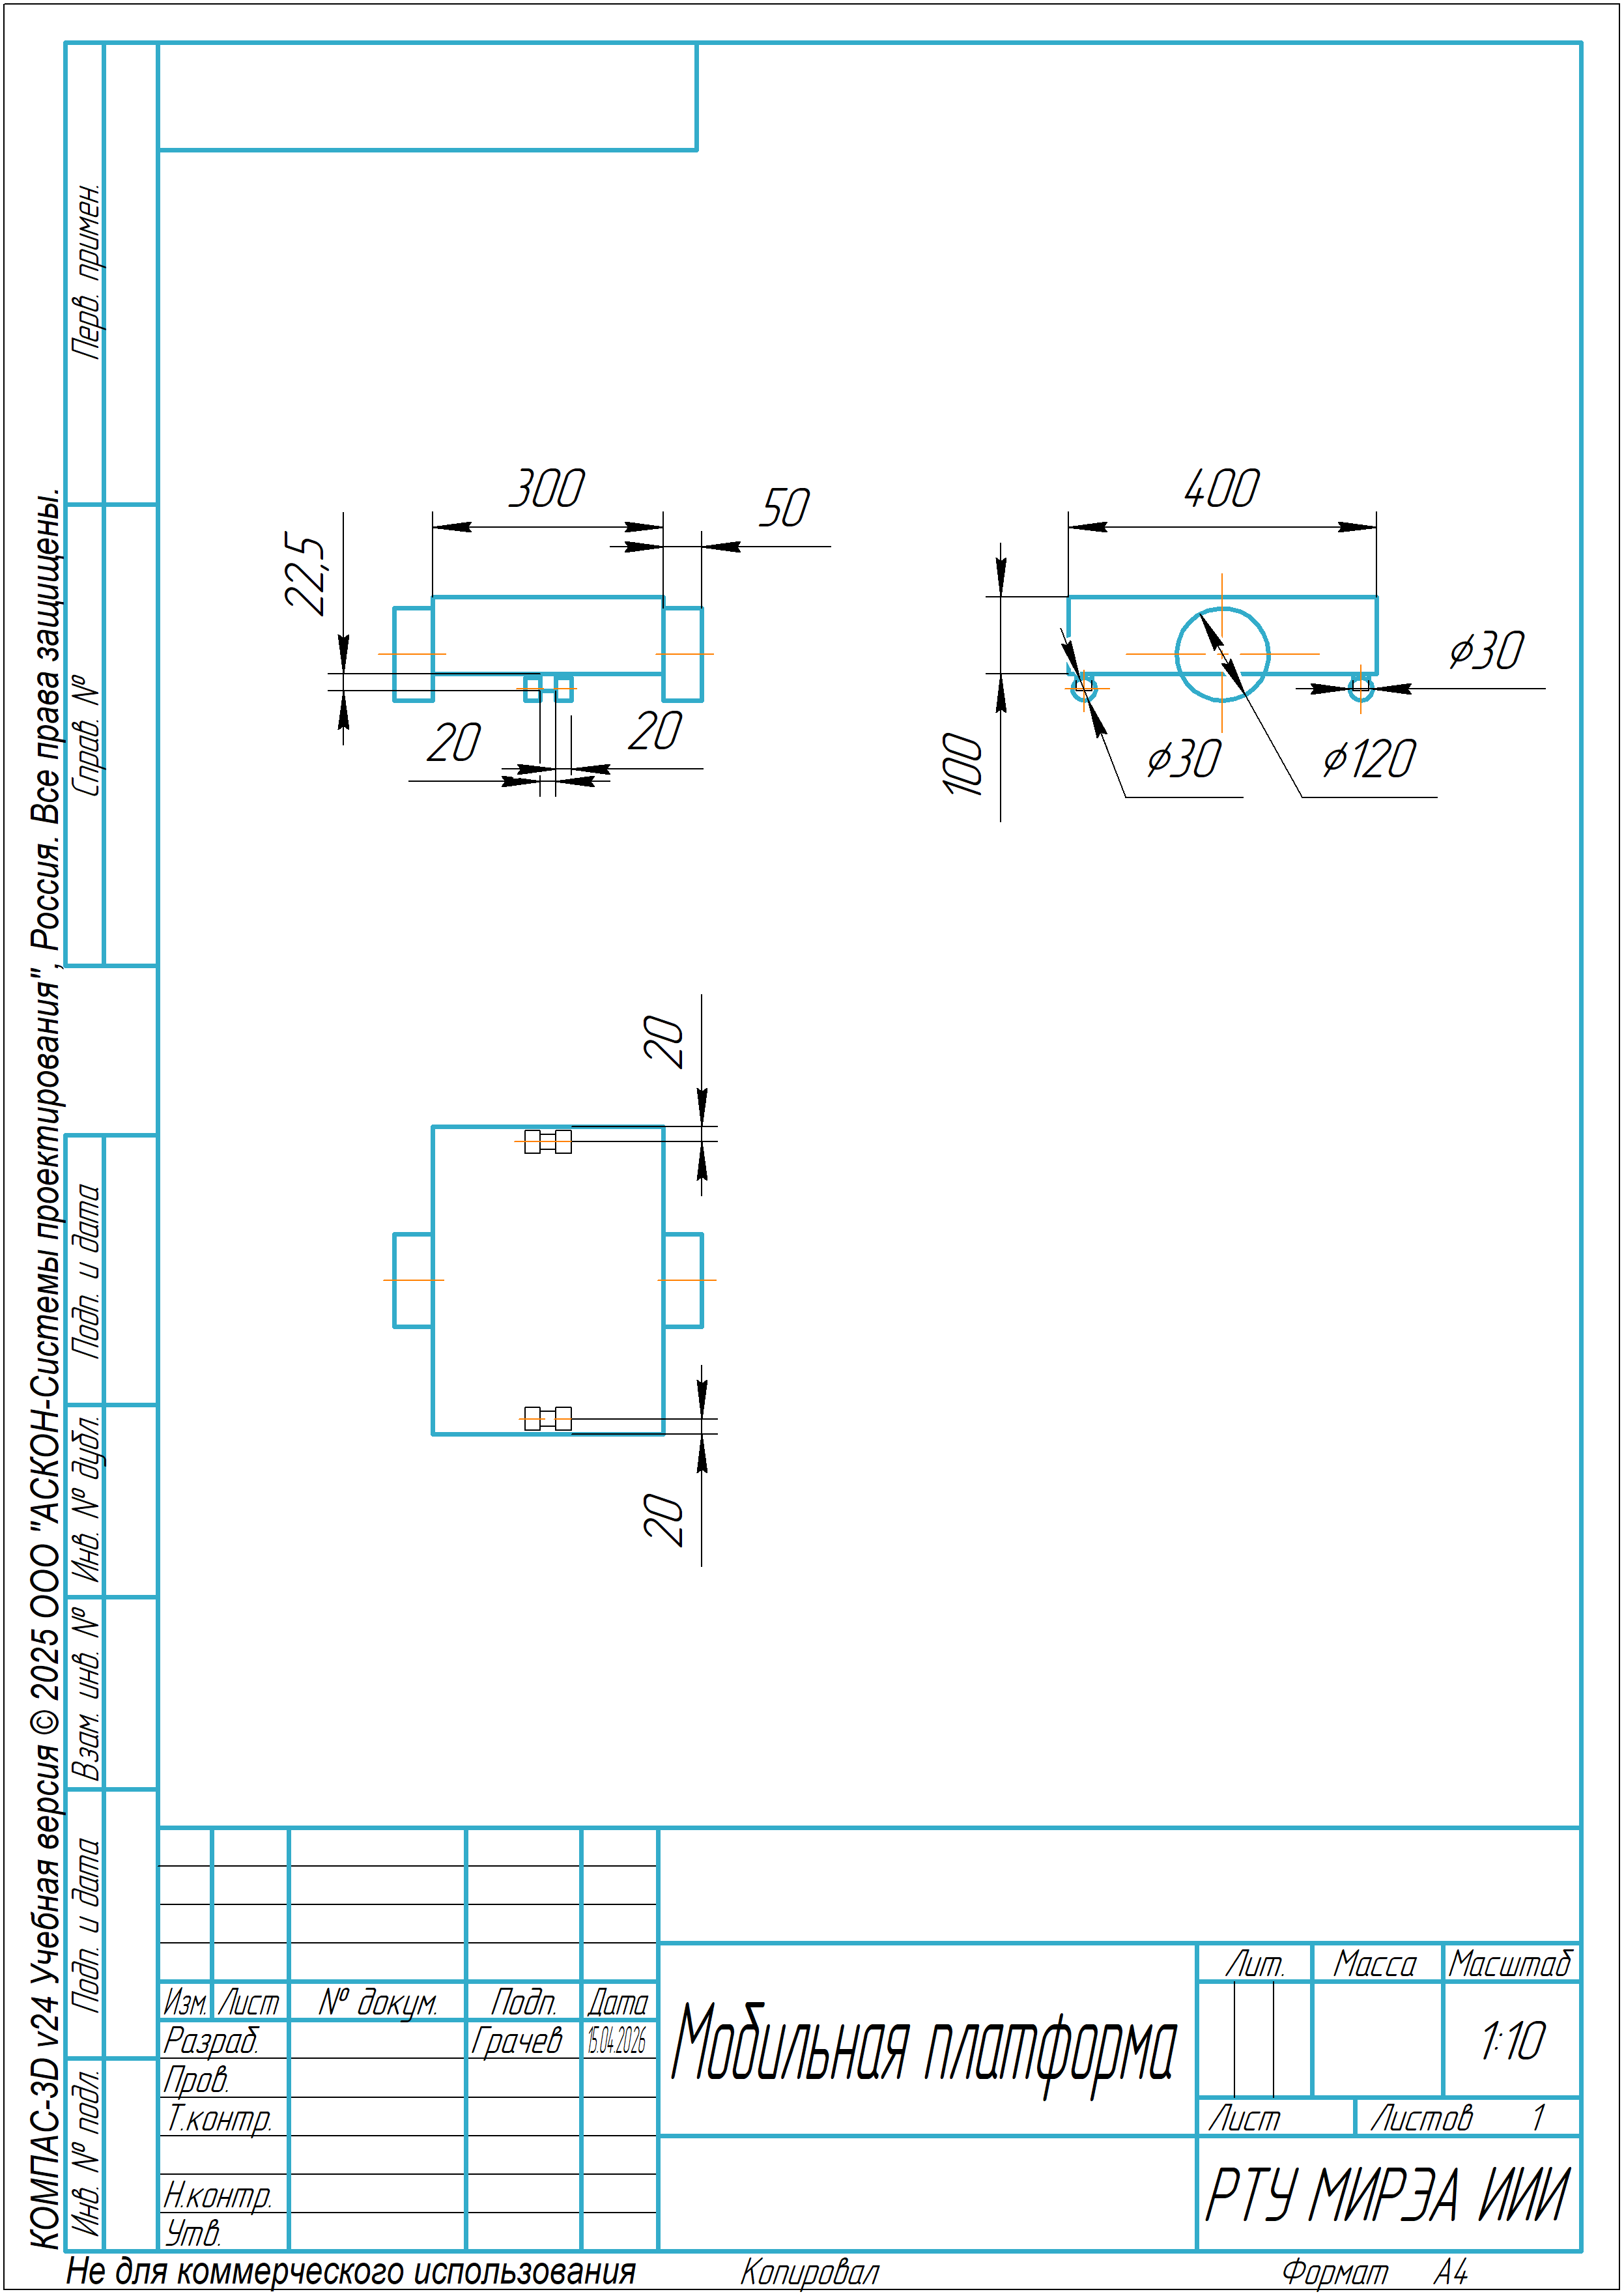 КОМПАС-3D v24 Учебная версия © 2025 ООО "АСКОН-Системы проектирования", Россия. Все права защищены.
Перв. примен.
Справ. №
Подп. и дата
Инв. № дубл.
Взам. инв. №
Подп. и дата
Инв. № подл.
300
50
22,5
20
20
400
100
⌀30
⌀30
⌀120
20
20
Изм. Лист № докум. Подп. Дата
Разраб. Грачев 15.04.2026
Пров.
Т.контр.
Н.контр.
Утв.
Мобильная платформа
Лит. Масса Масштаб
1:10
Лист Листов 1
РТУ МИРЭА ИИИ
Не для коммерческого использования Копировал Формат А4